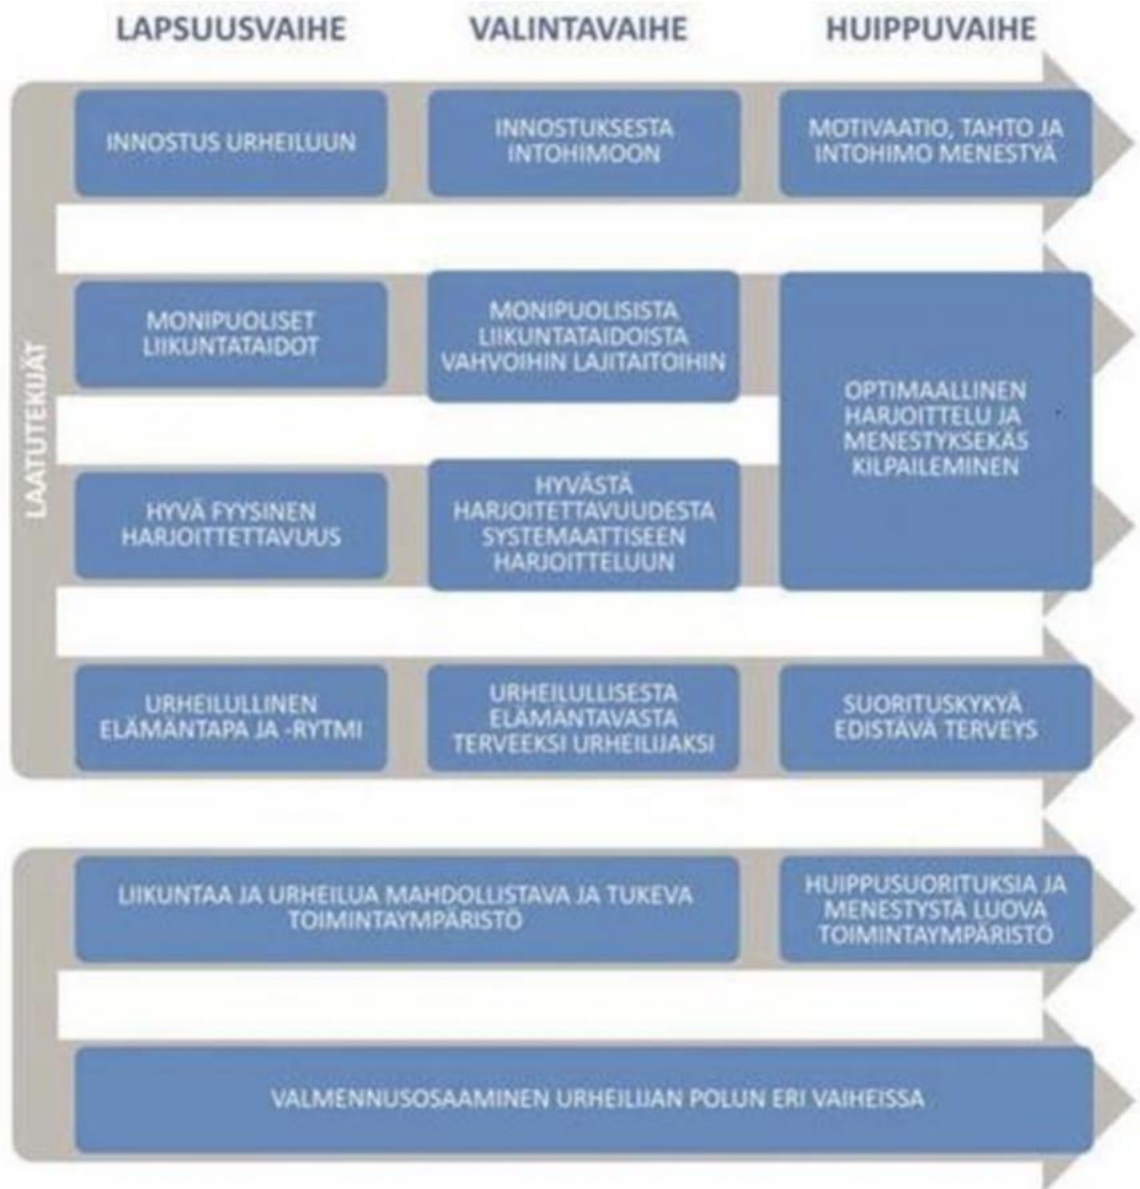 LAPSUUSVAIHE
VALINTAVAIHE
HUIPPUVAIHE
LAATUTEKIJÄT
INNOSTUS URHEILUUN
INNOSTUKSESTA
INTOHIMOON
MOTIVAATIO, TAHTO JA
INTOHIMO MENESTYÄ
MONIPUOLISET
LIIKUNTATAIDOT
MONIPUOLISISTA
LIIKUNTATAIDOISTA
VAHVOIHIN LAJITAITOIHIN
OPTIMAALLINEN
HARJOITTELU JA
MENESTYKSEKÄS
KILPAILEMINEN
HYVÄ FYYSINEN
HARJOITTETTAVUUS
HYVÄSTÄ
HARJOITETTAVUUDESTA
SYSTEMAATTISEEN
HARJOITTELUUN
URHEILULLINEN
ELÄMÄNTAPA JA -RYTMI
URHEILULLISESTA
ELÄMÄNTAVASTA
TERVEEKSI URHEILIJAKSI
SUORITUSKYKYÄ
EDISTÄVÄ TERVEYS
LIIKUNTAA JA URHEILUA MAHDOLLISTAVA JA TUKEVA
TOIMINTAYMPÄRISTÖ
HUIPPUSUORITUKSIA JA
MENESTYSTÄ LUOVA
TOIMINTAYMPÄRISTÖ
VALMENNUSOSAAMINEN URHEILIJAN POLUN ERI VAIHEISSA